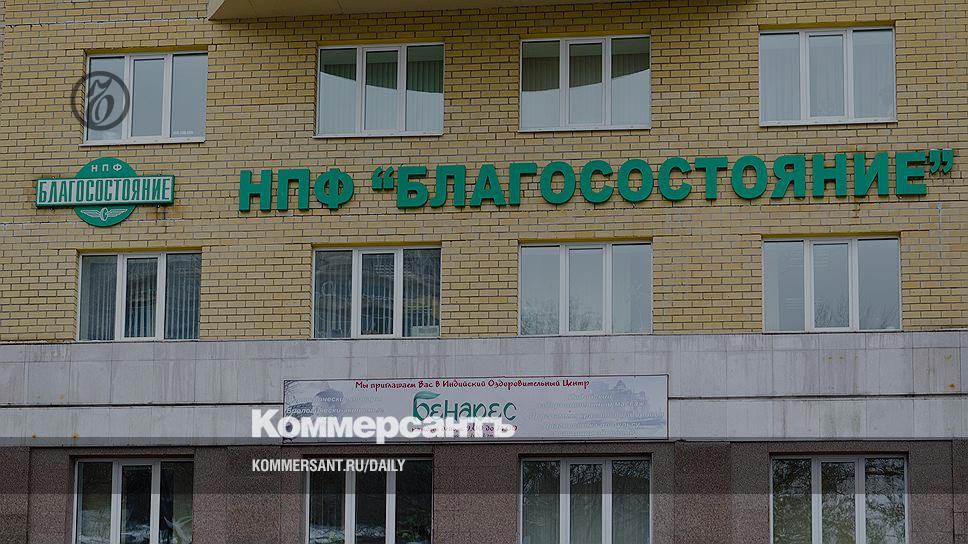 НПФ
БЛАГОСОСТОЯНИЕ
НПФ “БЛАГОСОСТОЯНИЕ”
Мы приглашаем Вас в Индийский Оздоровительный Центр
Бенарес
Коммерсантъ
KOMMERSANT.RU/DAILY